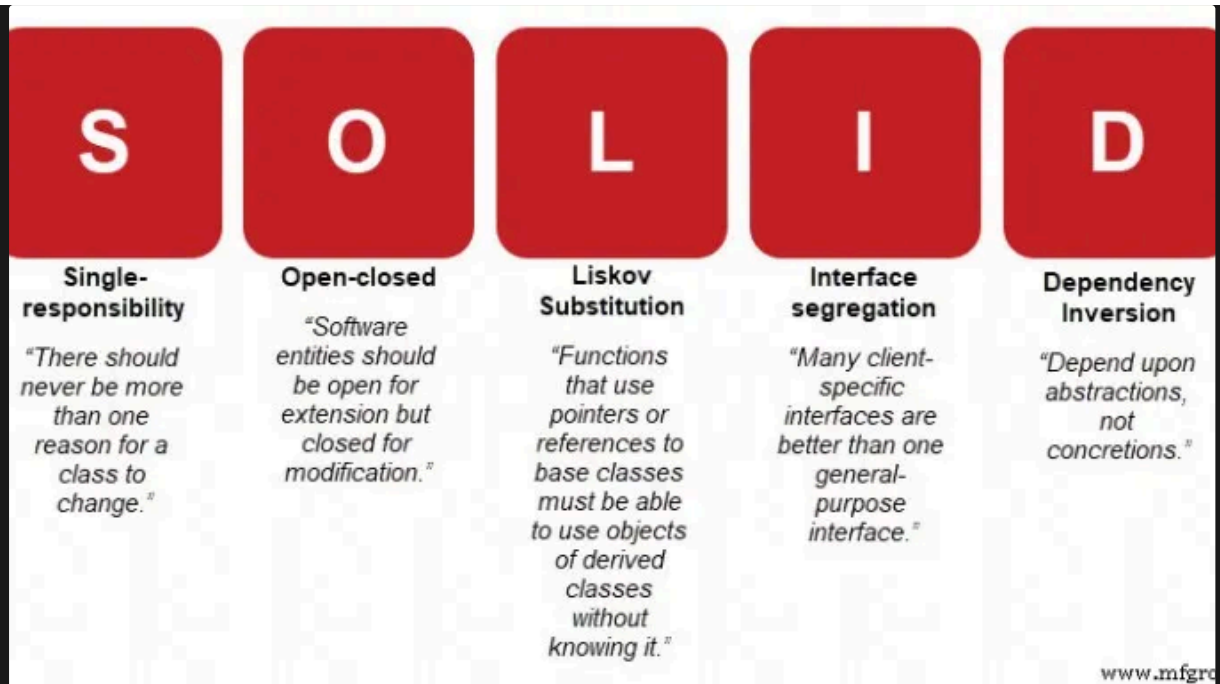 S
O
L
I
D
Single-
responsibility
“There should
never be more
than one
reason for a
class to
change.”
Open-closed
“Software
entities should
be open for
extension but
closed for
modification.”
Liskov
Substitution
“Functions
that use
pointers or
references to
base classes
must be able
to use objects
of derived
classes
without
knowing it.”
Interface
segregation
“Many client-
specific
interfaces are
better than one
general-
purpose
interface.”
Dependency
Inversion
“Depend upon
abstractions,
not
concretions.”